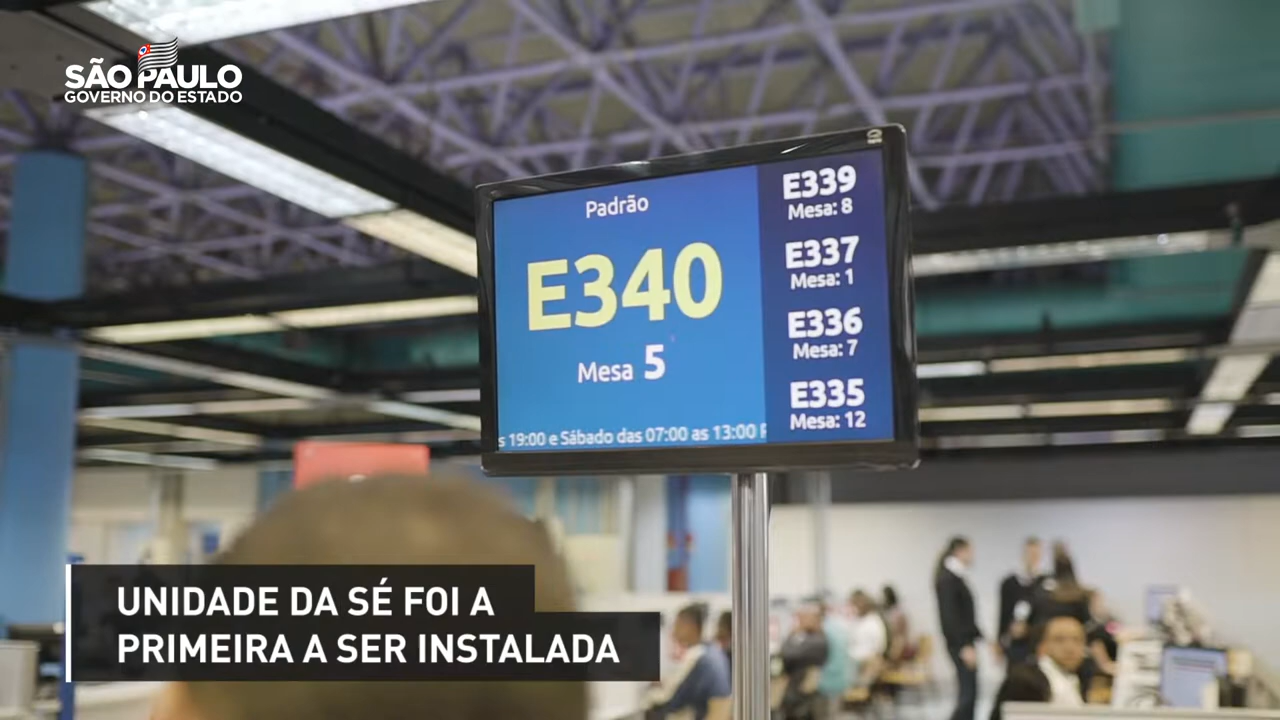 SÃO PAULO
GOVERNO DO ESTADO
Padrão
E340
Mesa 5
s 19:00 e Sábado das 07:00 as 13:00
E339
Mesa: 8
E337
Mesa: 1
E336
Mesa: 7
E335
Mesa: 12
UNIDADE DA SÉ FOI A
PRIMEIRA A SER INSTALADA